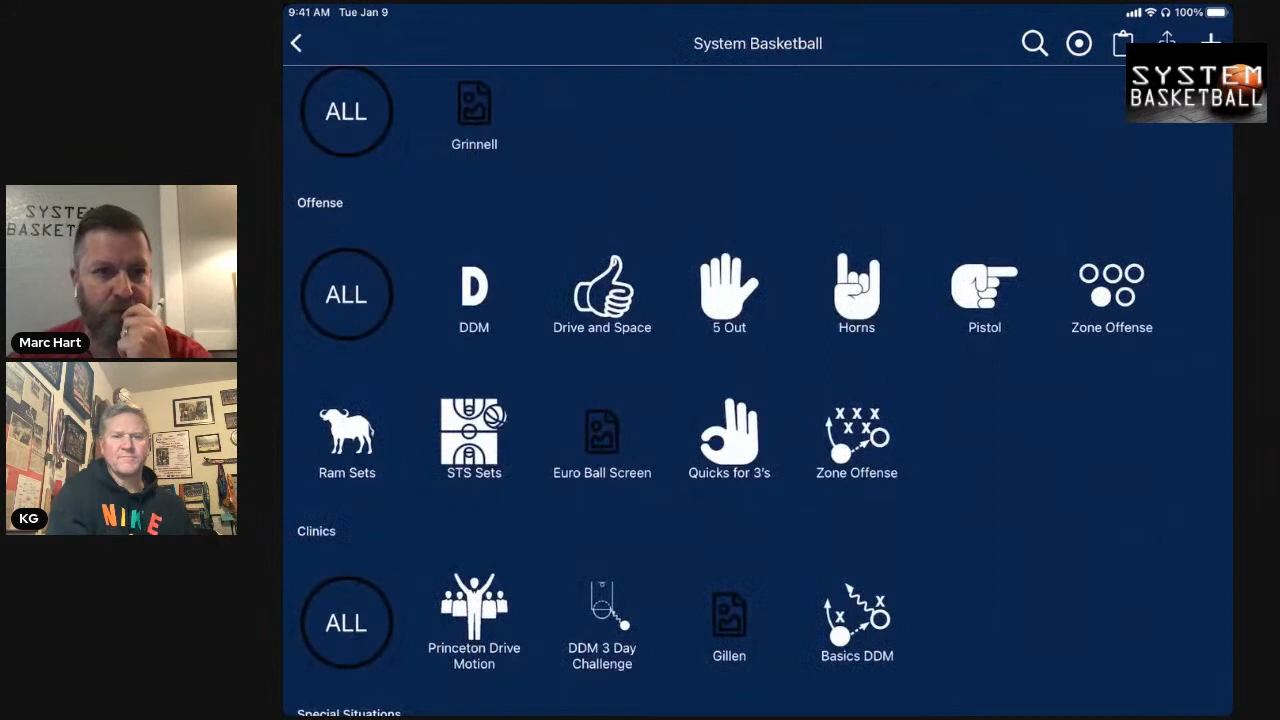 9:41 AM Tue Jan 9
100%
System Basketball
SYSTEM
BASKETBALL
ALL
Grinnell
Offense
ALL
DDM
Drive and Space
5 Out
Horns
Pistol
Zone Offense
Ram Sets
STS Sets
Euro Ball Screen
Quicks for 3's
Zone Offense
Clinics
ALL
Princeton Drive
Motion
DDM 3 Day
Challenge
Gillen
Basics DDM
Special Situations
SYSTE
BASKETBA
Marc Hart
NIKE
KG